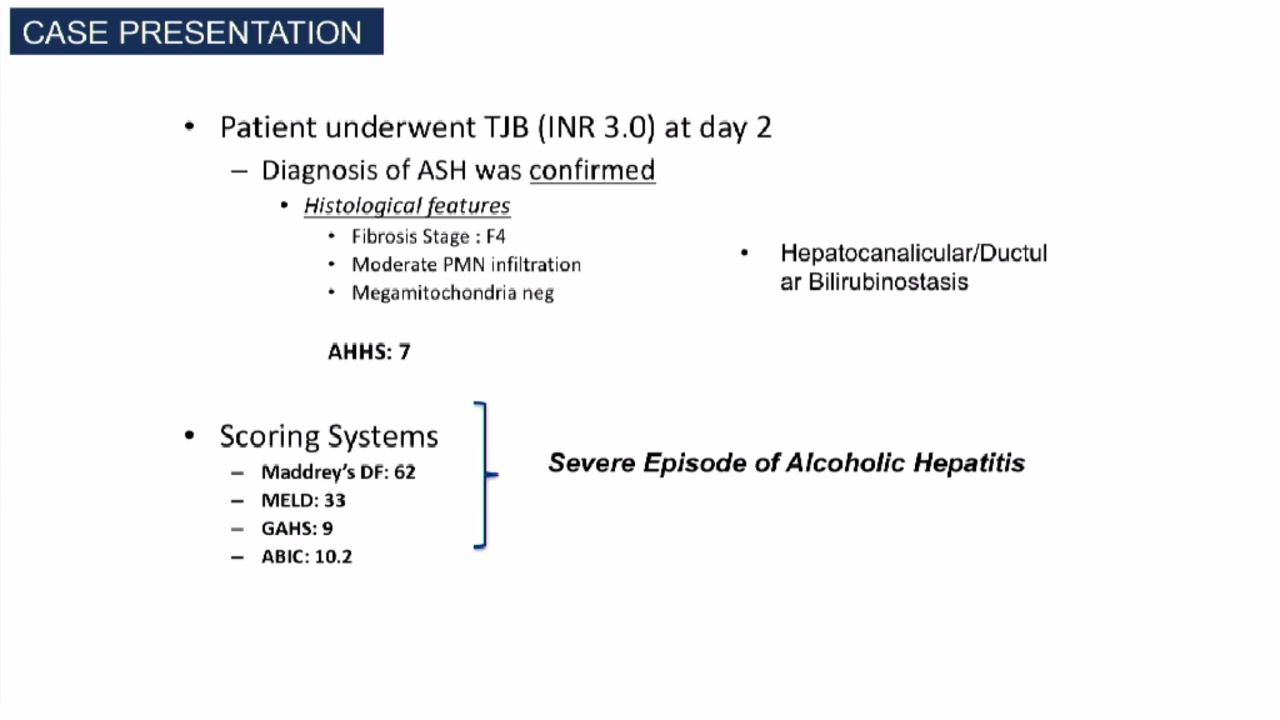 CASE PRESENTATION
• Patient underwent TJB (INR 3.0) at day 2
– Diagnosis of ASH was confirmed
• Histological features
• Fibrosis Stage : F4
• Moderate PMN infiltration
• Megamitochondria neg
• Hepatocanalicular/Ductul
ar Bilirubinostasis
AHHS: 7
• Scoring Systems
– Maddrey's DF: 62
– MELD: 33
– GAHS: 9
– ABIC: 10.2
Severe Episode of Alcoholic Hepatitis